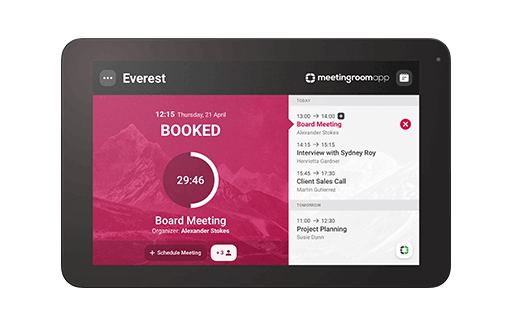 Everest
meetingroomapp
12:15 Thursday, 21 April
BOOKED
29:46
Board Meeting
Organizer: Alexander Stokes
+ Schedule Meeting
+3
TODAY
13:00 → 14:00
Board Meeting
Alexander Stokes
14:15 → 15:15
Interview with Sydney Roy
Henrietta Gardner
15:45 → 17:30
Client Sales Call
Martin Gutierrez
TOMORROW
11:00 → 12:30
Project Planning
Susie Dunn